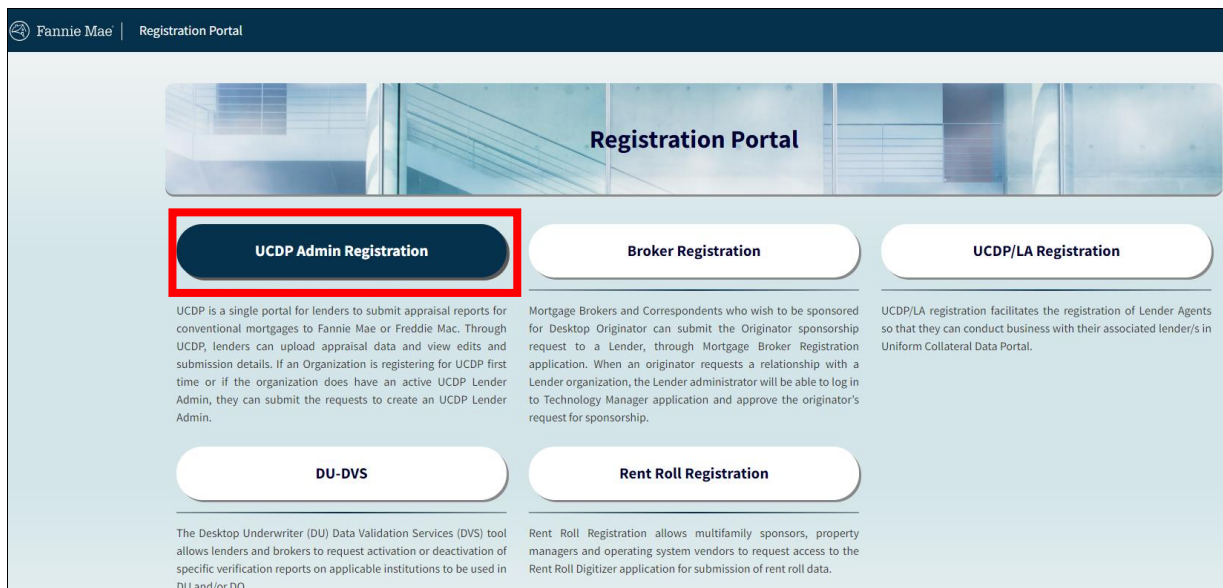 Fannie Mae Registration Portal
Registration Portal
UCDP Admin Registration
UCDP is a single portal for lenders to submit appraisal reports for
conventional mortgages to Fannie Mae or Freddie Mac. Through
UCDP, lenders can upload appraisal data and view edits and
submission details. If an Organization is registering for UCDP first
time or if the organization does have an active UCDP Lender
Admin, they can submit the requests to create an UCDP Lender
Admin.
Broker Registration
Mortgage Brokers and Correspondents who wish to be sponsored
for Desktop Originator can submit the Originator sponsorship
request to a Lender, through Mortgage Broker Registration
application. When an originator requests a relationship with a
Lender organization, the Lender administrator will be able to log in
to Technology Manager application and approve the originator's
request for sponsorship.
UCDP/LA Registration
UCDP/LA registration facilitates the registration of Lender Agents
so that they can conduct business with their associated lender/s in
Uniform Collateral Data Portal.
DU-DVS
The Desktop Underwriter (DU) Data Validation Services (DVS) tool
allows lenders and brokers to request activation or deactivation of
specific verification reports on applicable institutions to be used in
DU and/or DO
Rent Roll Registration
Rent Roll Registration allows multifamily sponsors, property
managers and operating system vendors to request access to the
Rent Roll Digitizer application for submission of rent roll data.